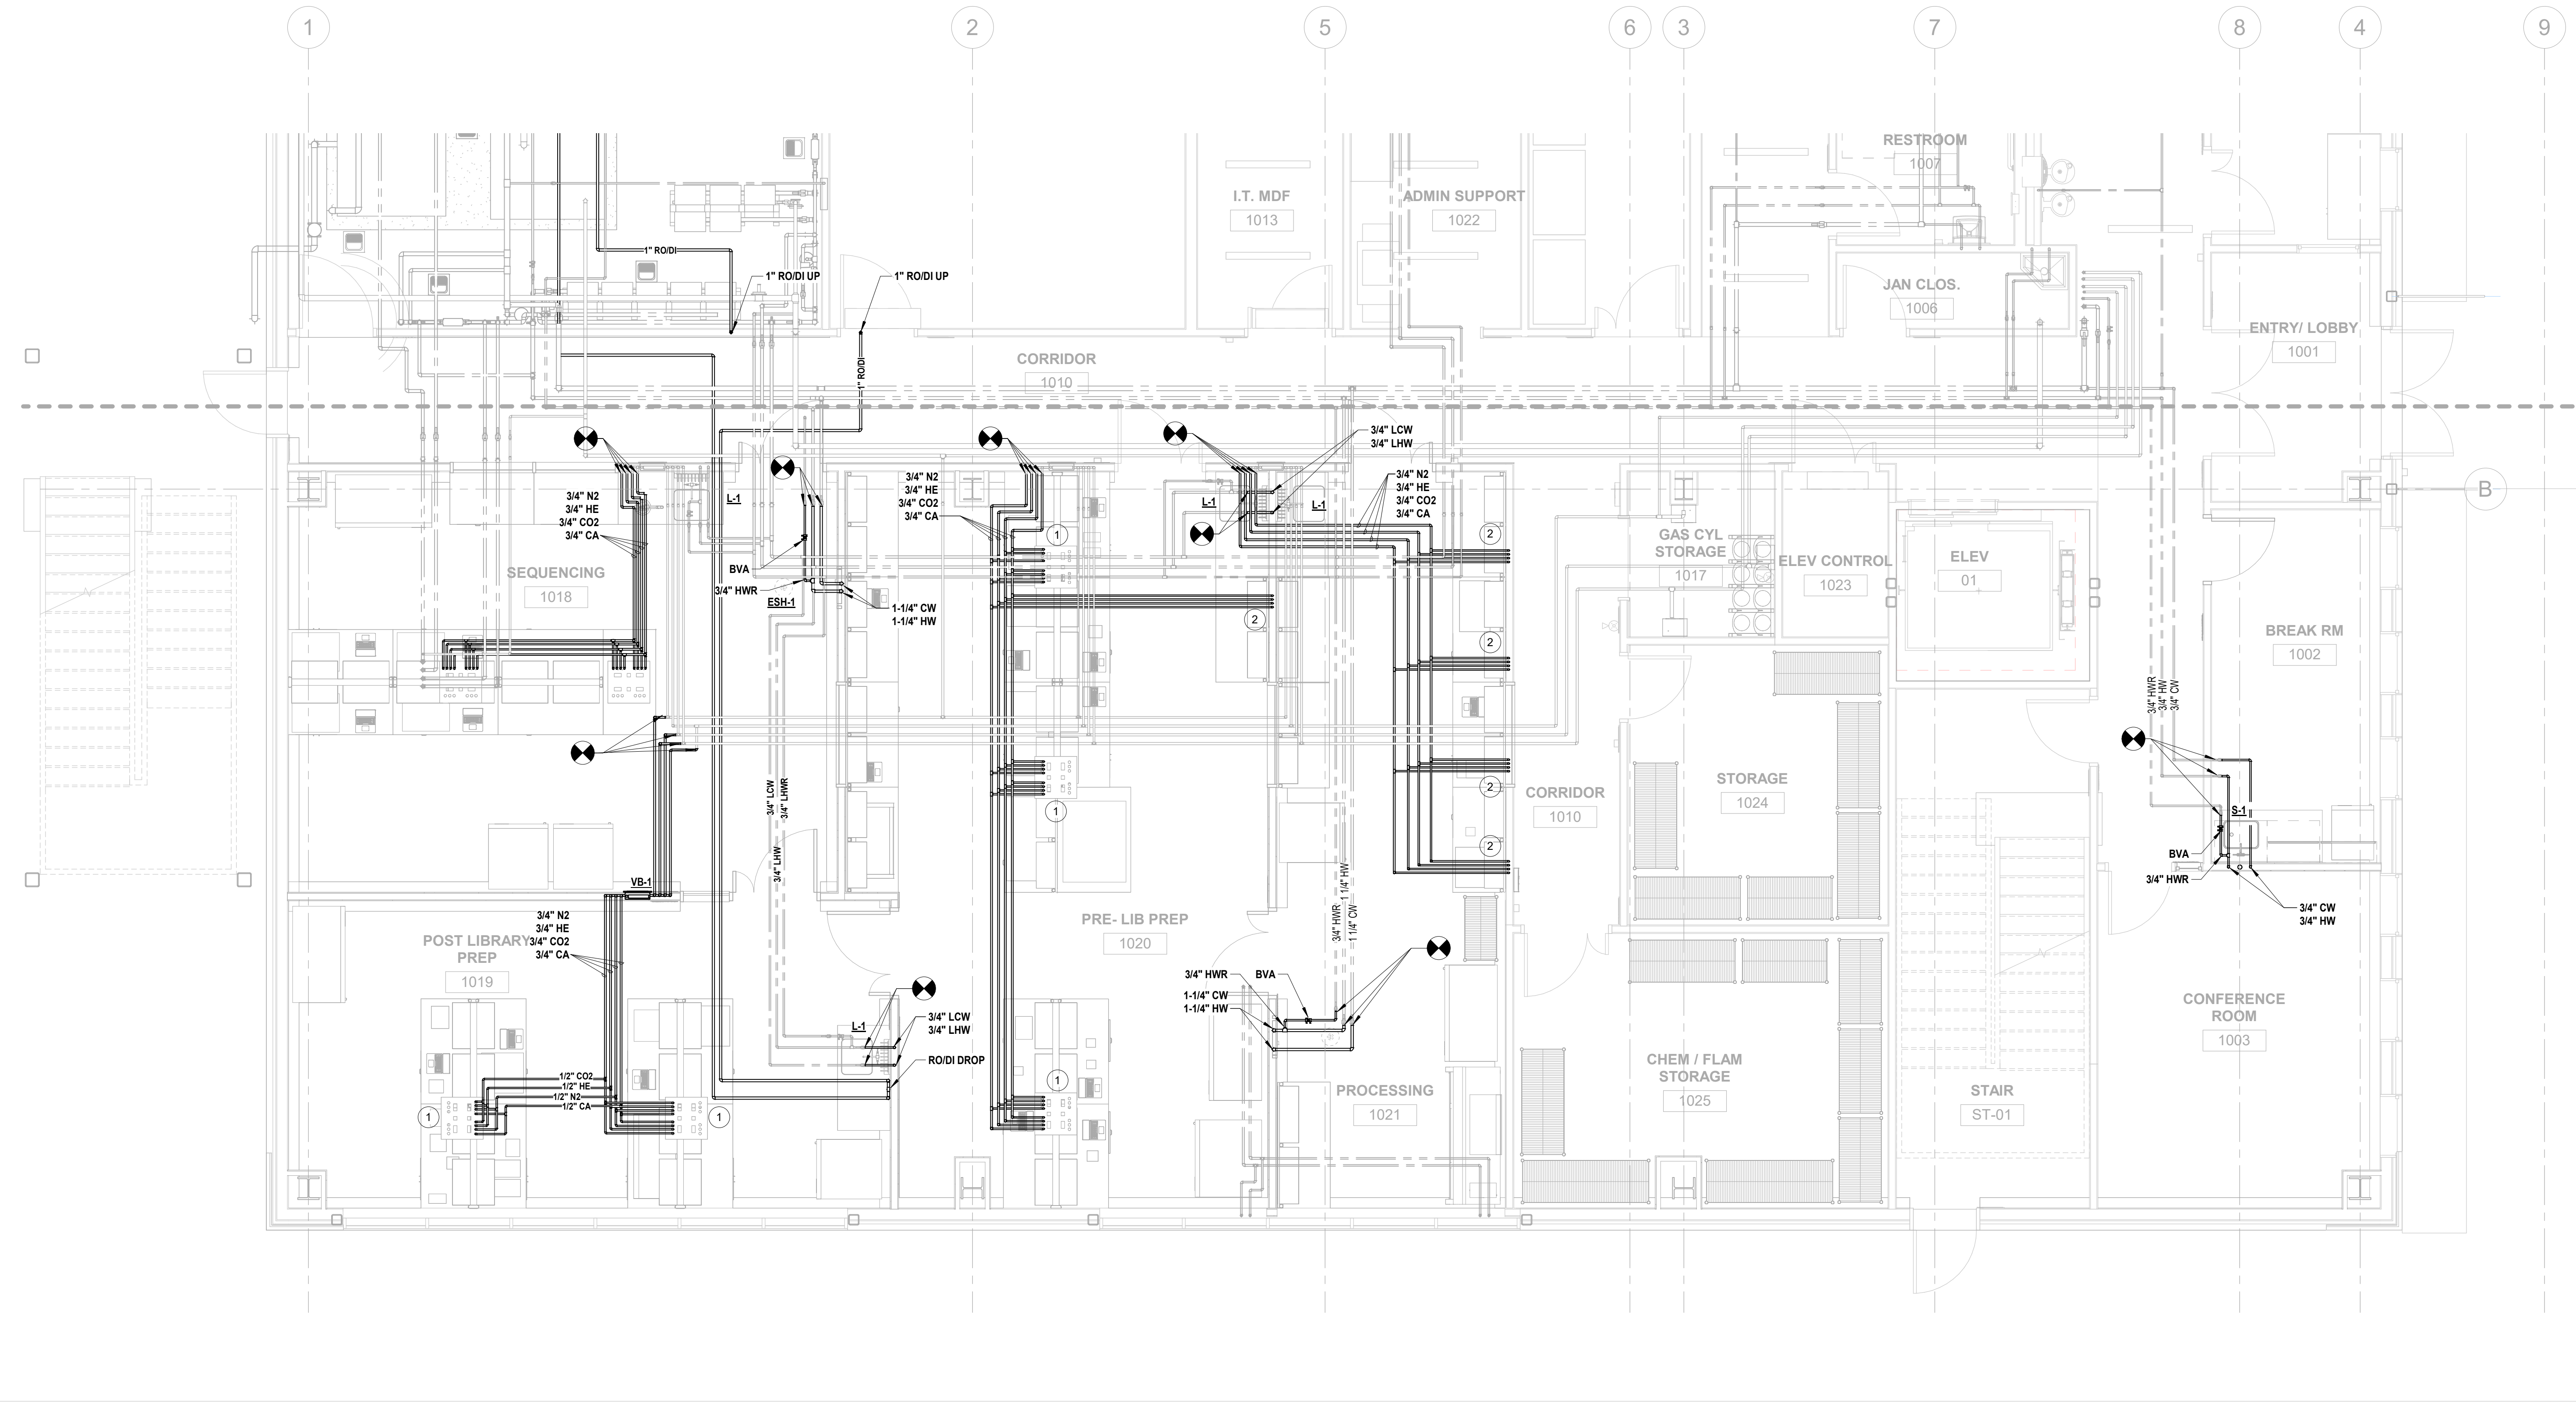 1
2
5
6
3
7
8
4
9
RESTROOM
1007
I.T. MDF
1013
ADMIN SUPPORT
1022
1" RO/DI
1" RO/DI UP
1" RO/DI UP
JAN CLOS.
1006
ENTRY/ LOBBY
1001
CORRIDOR
1010
1" RO/DI
3/4" LCW
3/4" LHW
3/4" N2
3/4" HE
3/4" CO2
3/4" CA
L-1
3/4" N2
3/4" HE
3/4" CO2
3/4" CA
L-1
L-1
3/4" N2
3/4" HE
3/4" CO2
3/4" CA
B
1
2
GAS CYL
STORAGE
1017
ELEV CONTROL
1023
ELEV
01
SEQUENCING
1018
BVA
3/4" HWR
ESH-1
1-1/4" CW
1-1/4" HW
2
2
BREAK RM
1002
3/4" HWR
3/4" HW
3/4" CW
3/4" LCW
3/4" LHWR
3/4" LHW
1
2
2
CORRIDOR
1010
STORAGE
1024
S-1
BVA
3/4" HWR
3/4" CW
3/4" HW
VB-1
3/4" N2
3/4" HE
3/4" CO2
3/4" CA
POST LIBRARY
PREP
1019
PRE- LIB PREP
1020
3/4" HWR
1 1/4" HW
1 1/4" CW
3/4" HWR
BVA
1-1/4" CW
1-1/4" HW
CONFERENCE
ROOM
1003
L-1
3/4" LCW
3/4" LHW
RO/DI DROP
1/2" CO2
1/2" HE
1/2" N2
1/2" CA
1
1
1
PROCESSING
1021
CHEM / FLAM
STORAGE
1025
STAIR
ST-01